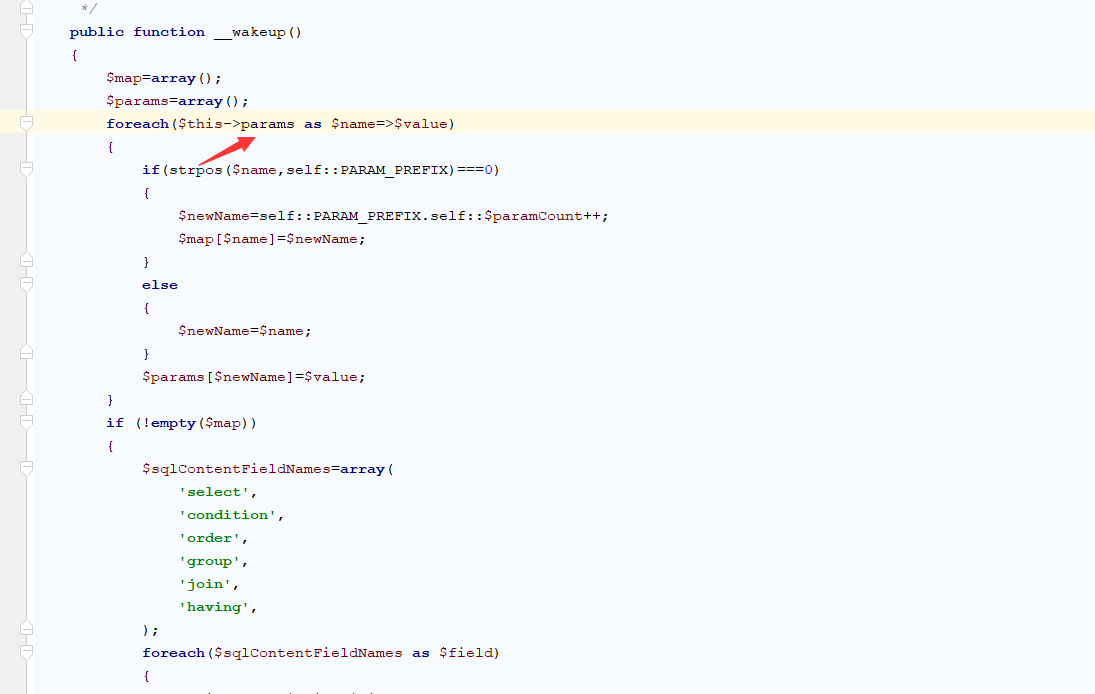 */
public function __wakeup()
{
$map=array();
$params=array();
foreach($this->params as $name=>$value)
{
if(strpos($name,self::PARAM_PREFIX)===0)
{
$newName=self::PARAM_PREFIX.self::$paramCount++;
$map[$name]=$newName;
}
else
{
$newName=$name;
}
$params[$newName]=$value;
}
if (!empty($map))
{
$sqlContentFieldNames=array(
'select',
'condition',
'order',
'group',
'join',
'having',
);
foreach($sqlContentFieldNames as $field)
{